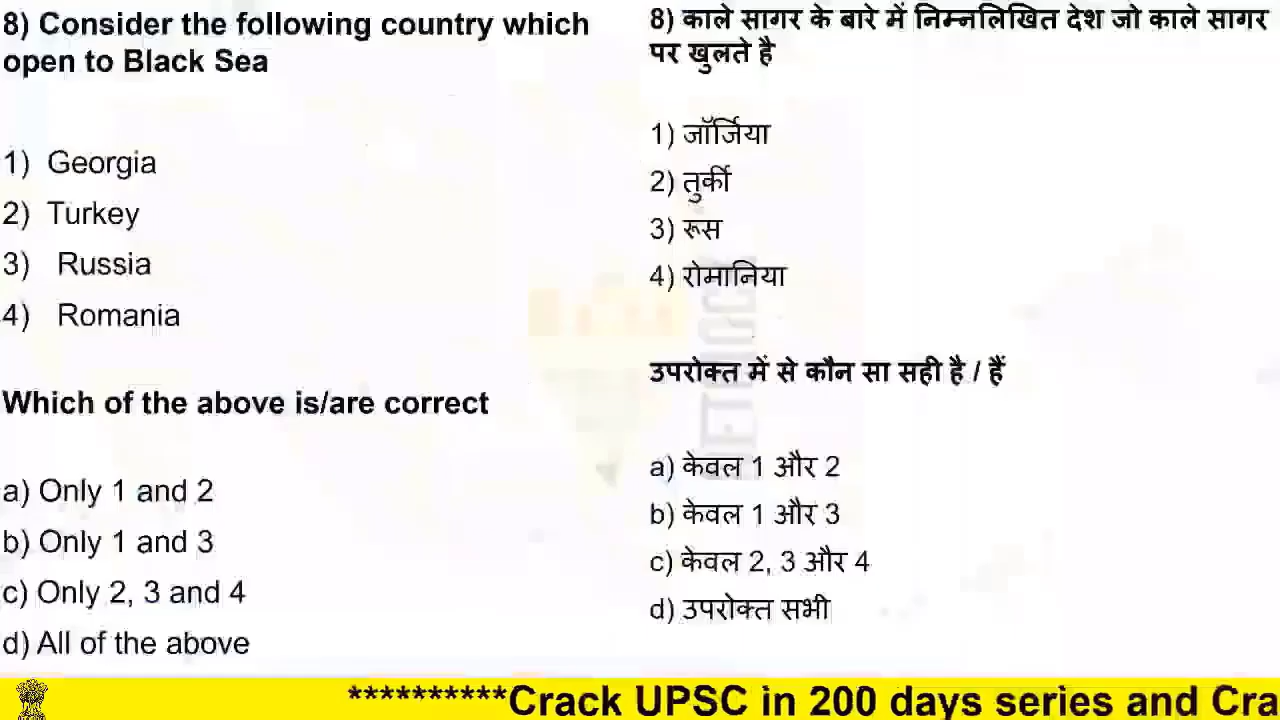 8) Consider the following country which
open to Black Sea
1) Georgia
2) Turkey
3) Russia
4) Romania
Which of the above is/are correct
a) Only 1 and 2
b) Only 1 and 3
c) Only 2, 3 and 4
d) All of the above
8) काले सागर के बारे में निम्नलिखित देश जो काले सागर
पर खुलते है
1) जॉर्जिया
2) तुर्की
3) रूस
4) रोमानिया
उपरोक्त में से कौन सा सही है / हैं
a) केवल 1 और 2
b) केवल 1 और 3
c) केवल 2, 3 और 4
d) उपरोक्त सभी
**********Crack UPSC in 200 days series and Cra